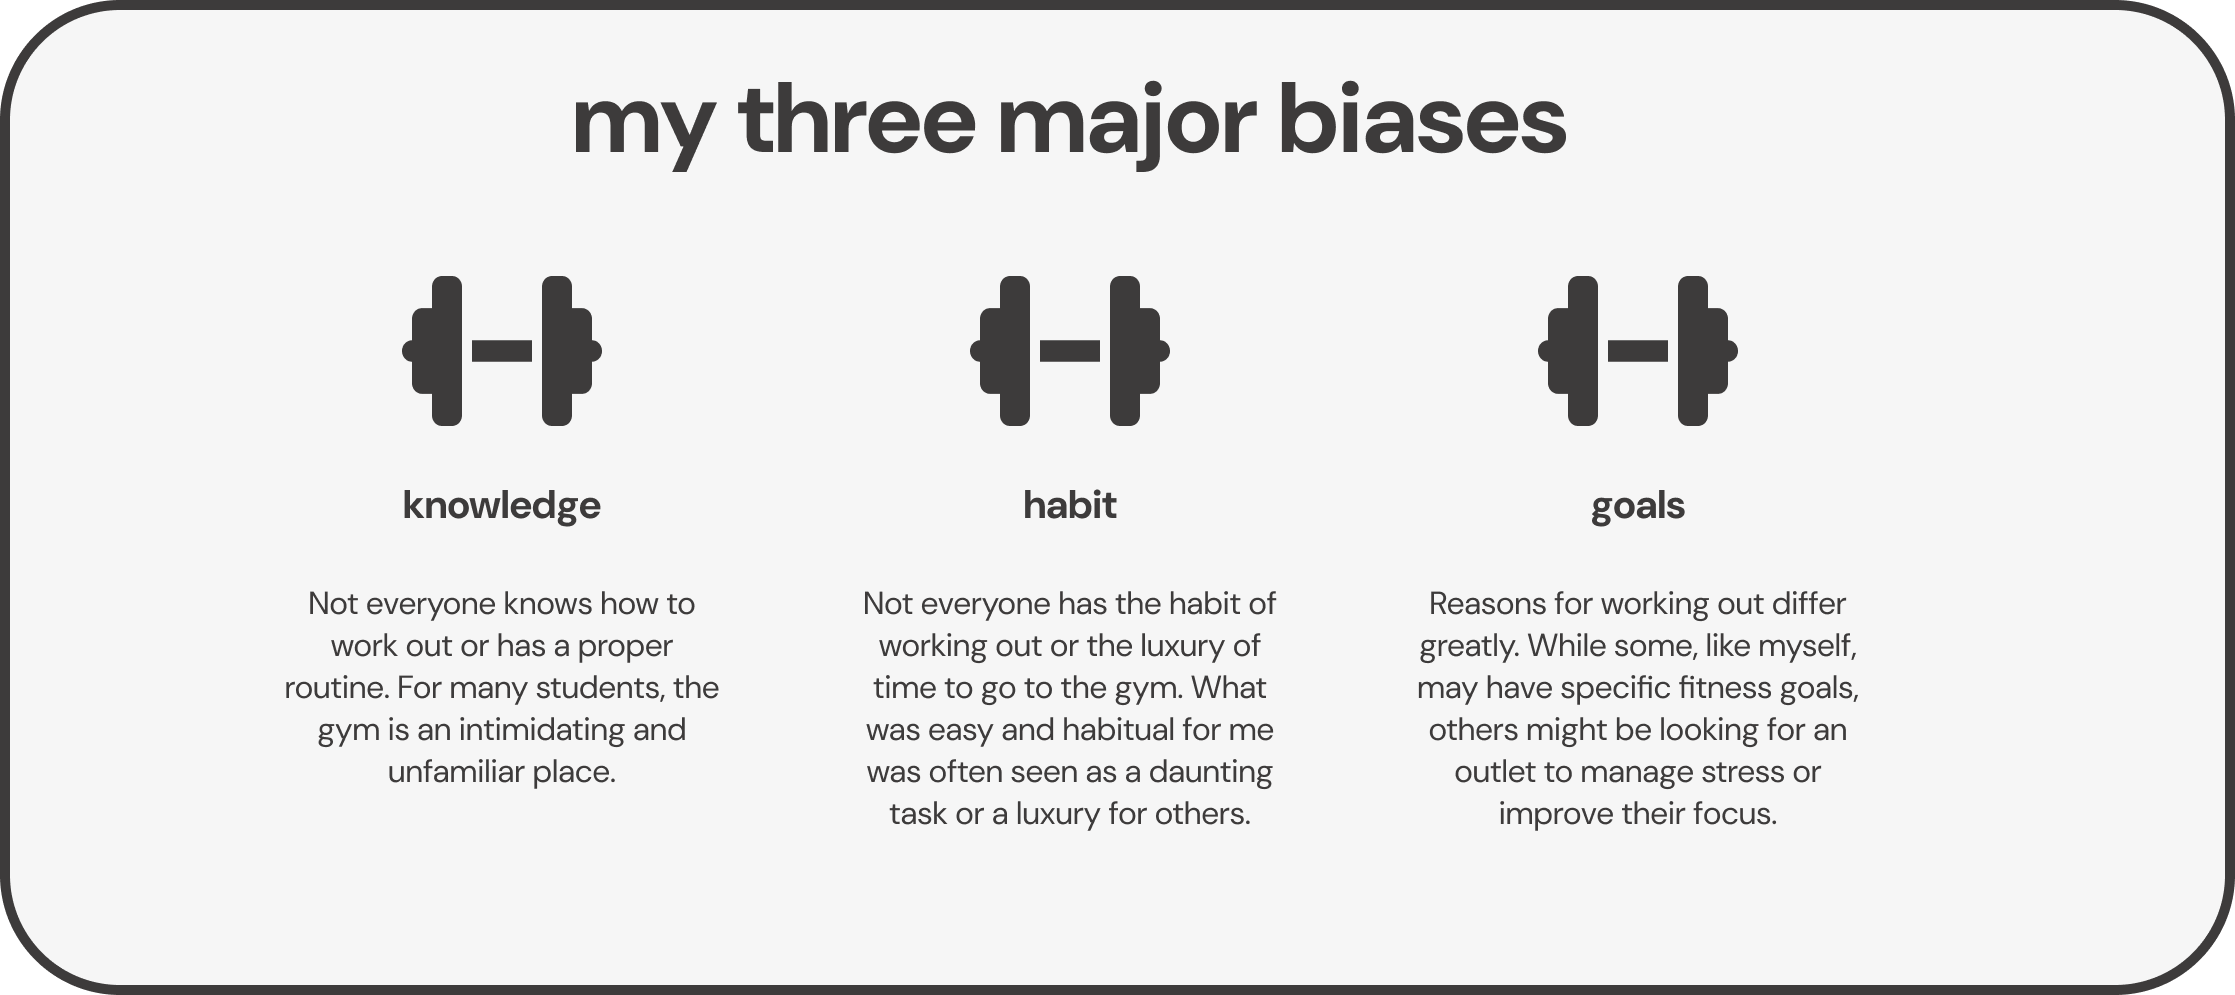 my three major biases
knowledge
Not everyone knows how to
work out or has a proper
routine. For many students, the
gym is an intimidating and
unfamiliar place.
habit
Not everyone has the habit of
working out or the luxury of
time to go to the gym. What
was easy and habitual for me
was often seen as a daunting
task or a luxury for others.
goals
Reasons for working out differ
greatly. While some, like myself,
may have specific fitness goals,
others might be looking for an
outlet to manage stress or
improve their focus.